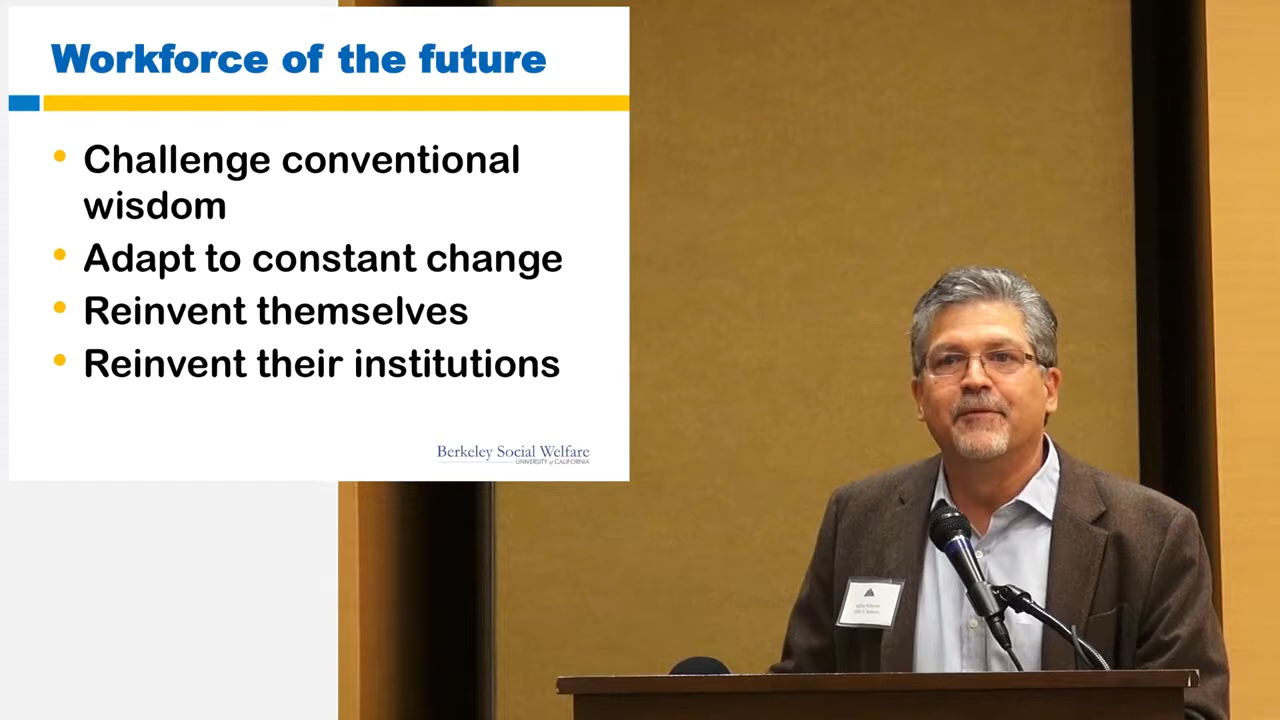 Workforce of the future
• Challenge conventional
wisdom
• Adapt to constant change
• Reinvent themselves
• Reinvent their institutions
Berkeley Social Welfare
UNIVERSITY of CALIFORNIA